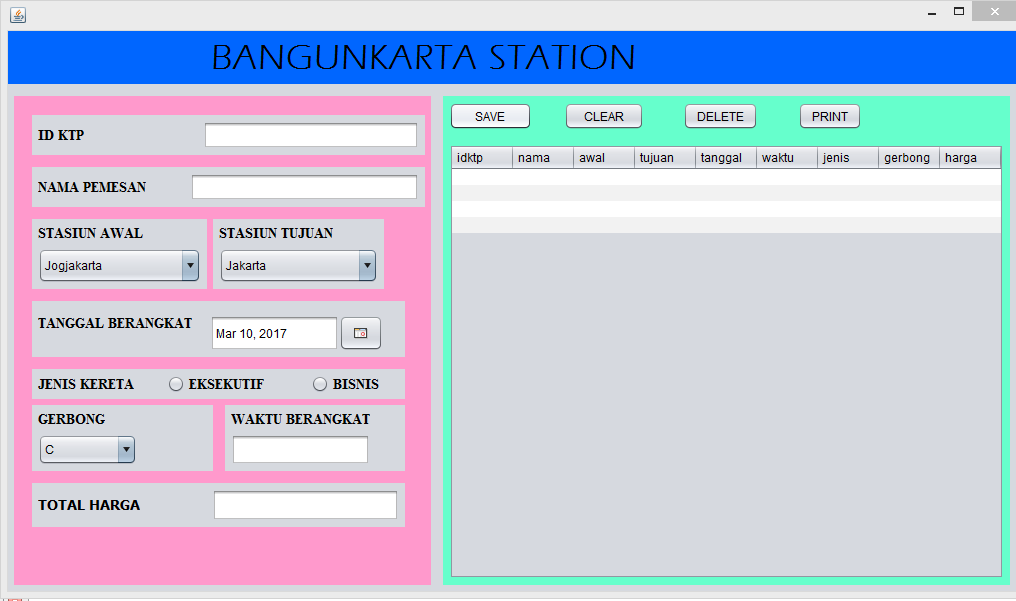 BANGUNKARTA STATION
ID KTP
NAMA PEMESAN
STASIUN AWAL STASIUN TUJUAN
Jogjakarta Jakarta
TANGGAL BERANGKAT Mar 10, 2017
JENIS KERETA EKSEKUTIF BISNIS
GERBONG WAKTU BERANGKAT
C
TOTAL HARGA
SAVE CLEAR DELETE PRINT
idktp nama awal tujuan tanggal waktu jenis gerbong harga